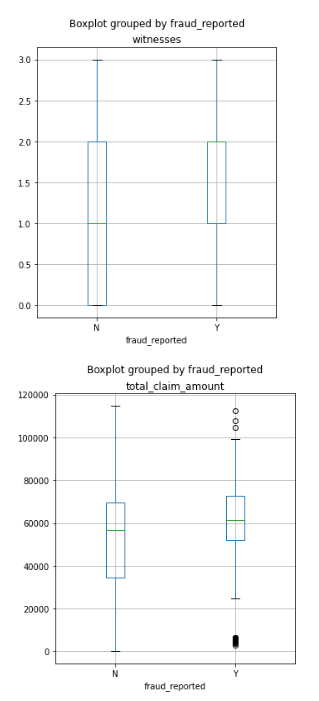 Boxplot grouped by fraud_reported
witnesses
3.0
2.5
2.0
1.5
1.0
0.5
0.0
N Y
fraud_reported
Boxplot grouped by fraud_reported
total_claim_amount
120000
100000
80000
60000
40000
20000
0
N Y
fraud_reported